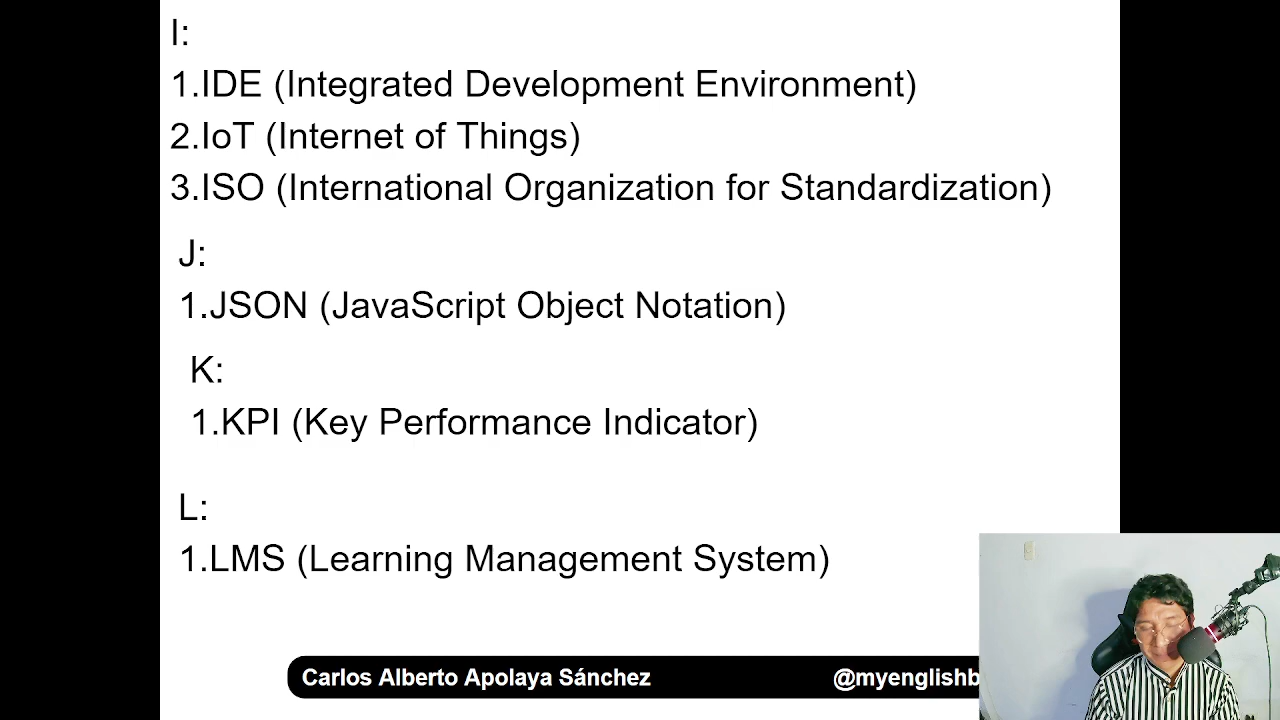 I:
1.IDE (Integrated Development Environment)
2.IoT (Internet of Things)
3.ISO (International Organization for Standardization)
J:
1.JSON (JavaScript Object Notation)
K:
1.KPI (Key Performance Indicator)
L:
1.LMS (Learning Management System)
Carlos Alberto Apolaya Sánchez